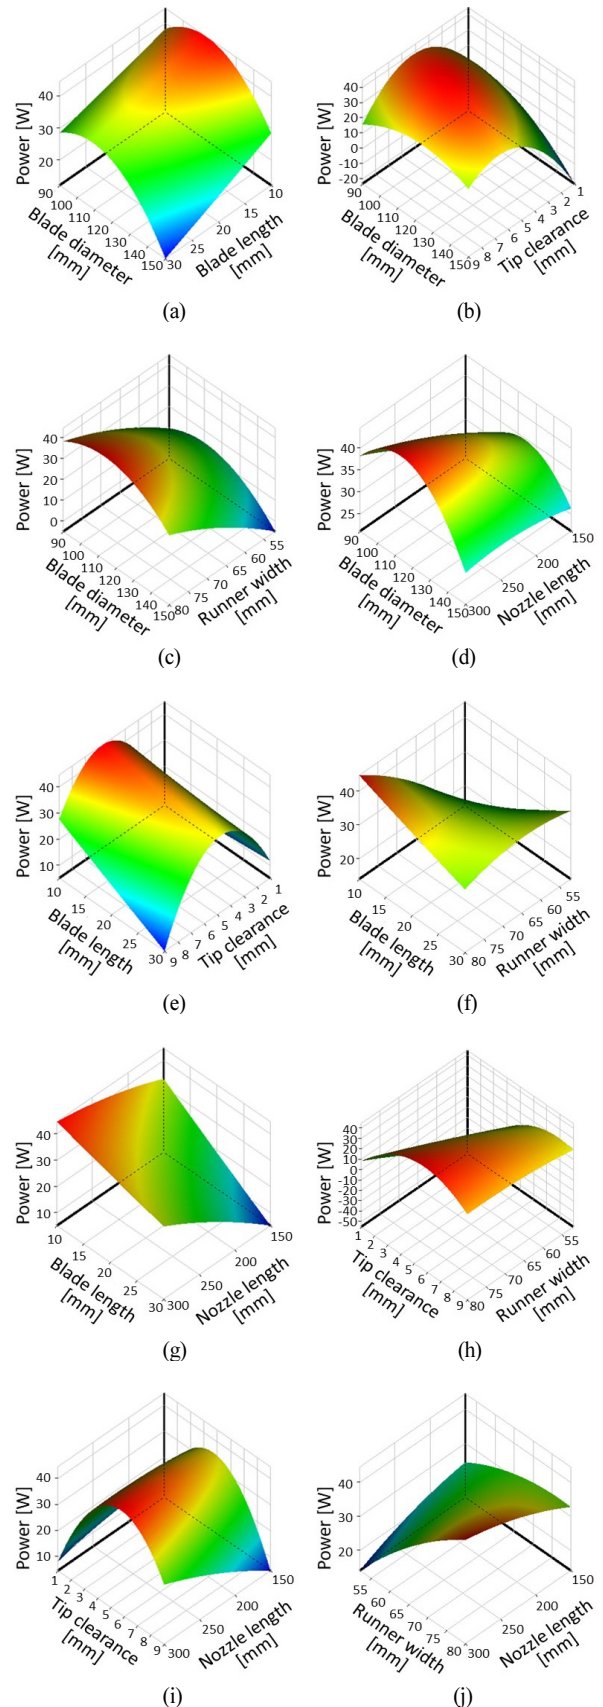 Power [W]
40
30
20
90
100
110
120
130
140
150
Blade diameter
[mm]
30
25
20
15
10
Blade length
[mm]
(a)
Power [W]
40
30
20
10
0
-10
-20
90
100
110
120
130
140
150
Blade diameter
[mm]
9
8
7
6
5
4
3
2
1
Tip clearance
[mm]
(b)
Power [W]
40
30
20
10
0
90
100
110
120
130
140
150
Blade diameter
[mm]
80
75
70
65
60
55
Runner width
[mm]
(c)
Power [W]
40
35
30
25
90
100
110
120
130
140
150
Blade diameter
[mm]
300
250
200
150
Nozzle length
[mm]
(d)
Power [W]
40
30
20
10
10
15
20
25
30
Blade length
[mm]
9
8
7
6
5
4
3
2
1
Tip clearance
[mm]
(e)
Power [W]
40
30
20
10
15
20
25
30
Blade length
[mm]
80
75
70
65
60
55
Runner width
[mm]
(f)
Power [W]
40
30
20
10
10
15
20
25
30
Blade length
[mm]
300
250
200
150
Nozzle length
[mm]
(g)
Power [W]
40
30
20
10
0
-10
-20
-30
-40
-50
1
2
3
4
5
6
7
8
9
Tip clearance
[mm]
80
75
70
65
60
55
Runner width
[mm]
(h)
Power [W]
40
30
20
10
1
2
3
4
5
6
7
8
9
Tip clearance
[mm]
300
250
200
150
Nozzle length
[mm]
(i)
Power [W]
40
30
20
55
60
65
70
75
80
Runner width
[mm]
300
250
200
150
Nozzle length
[mm]
(j)